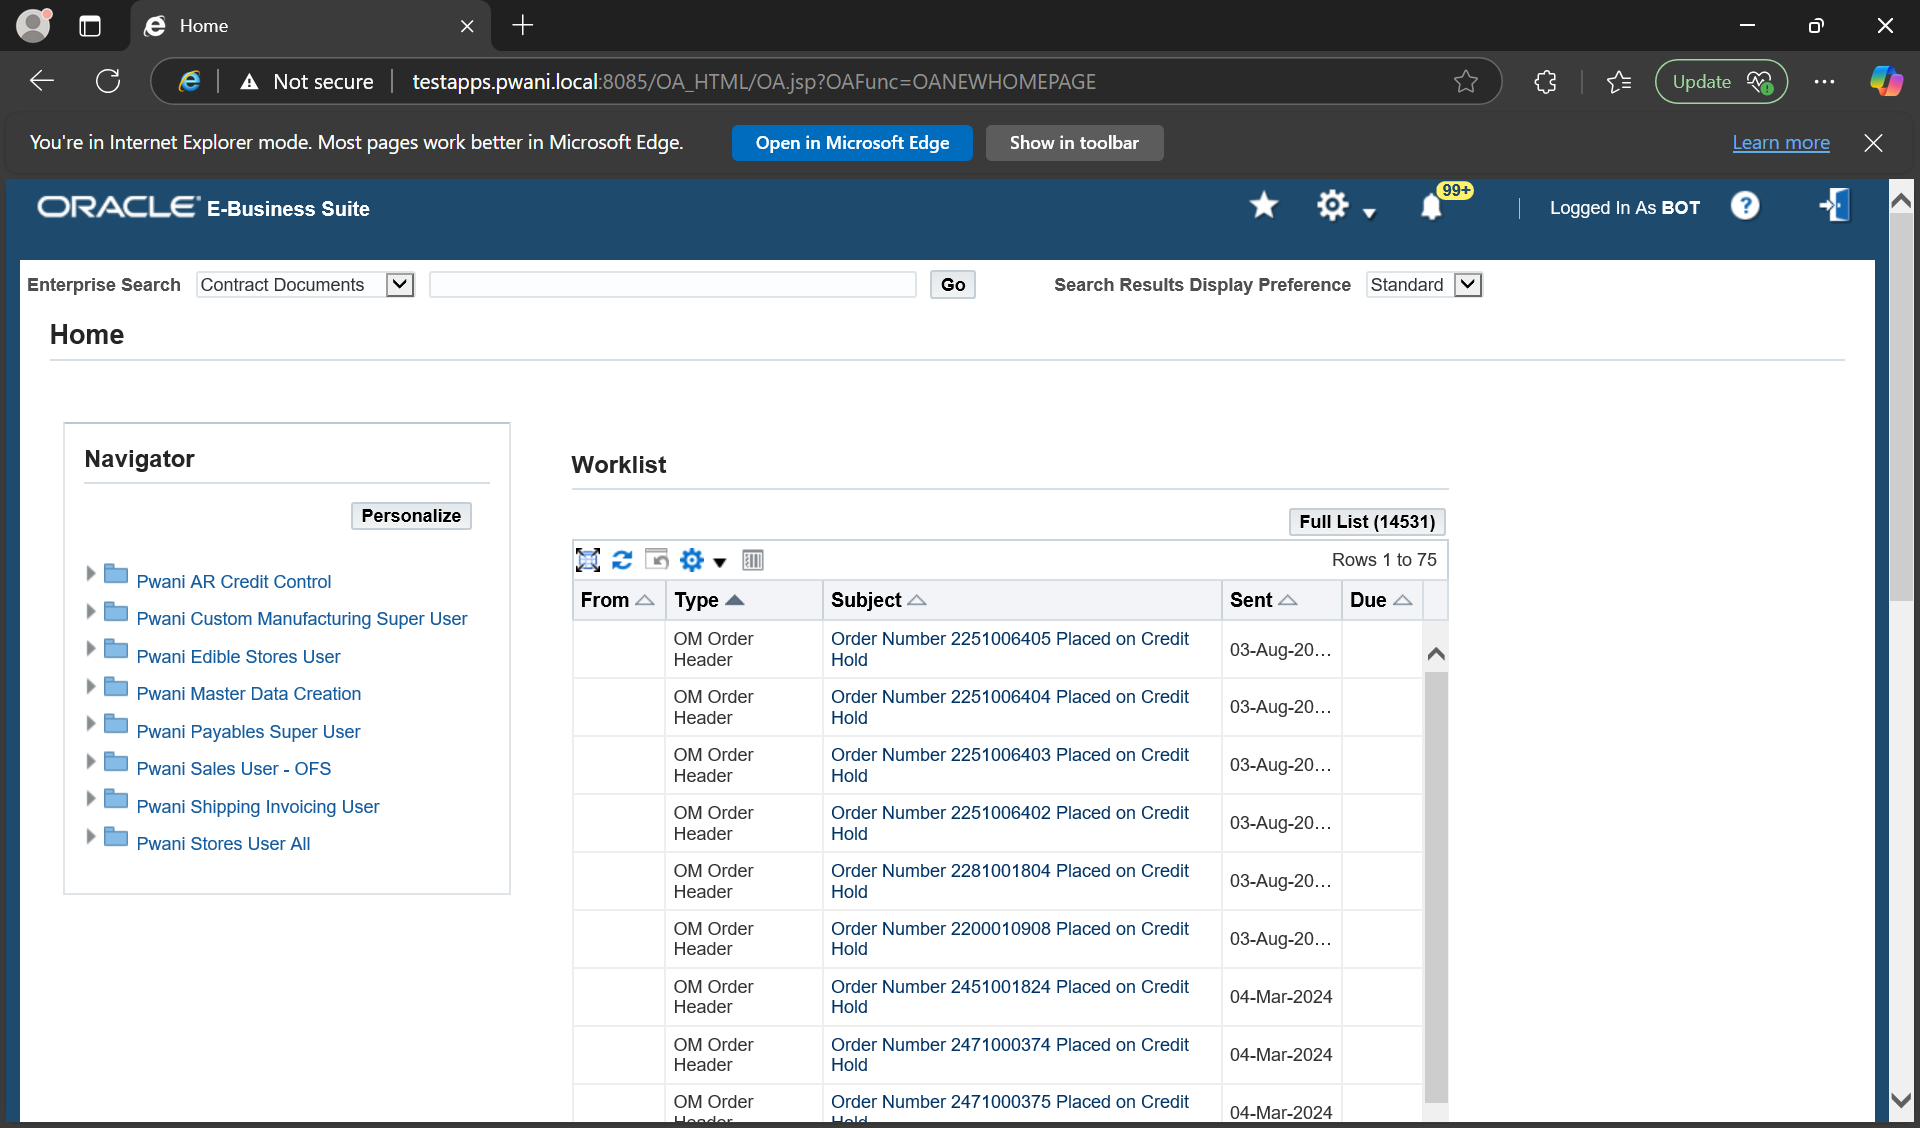 Home
Not secure
testapps.pwani.local:8085/OA_HTML/OA.jsp?OAFunc=OANEWHOMEPAGE
Update
You're in Internet Explorer mode. Most pages work better in Microsoft Edge.
Open in Microsoft Edge
Show in toolbar
Learn more
ORACLE E-Business Suite
99+
Logged In As BOT
Enterprise Search
Contract Documents
Go
Search Results Display Preference
Standard
Home
Navigator
Personalize
Pwani AR Credit Control
Pwani Custom Manufacturing Super User
Pwani Edible Stores User
Pwani Master Data Creation
Pwani Payables Super User
Pwani Sales User - OFS
Pwani Shipping Invoicing User
Pwani Stores User All
Worklist
Full List (14531)
Rows 1 to 75
From Type Subject Sent Due
OM Order Header
Order Number 2251006405 Placed on Credit Hold
03-Aug-20...
OM Order Header
Order Number 2251006404 Placed on Credit Hold
03-Aug-20...
OM Order Header
Order Number 2251006403 Placed on Credit Hold
03-Aug-20...
OM Order Header
Order Number 2251006402 Placed on Credit Hold
03-Aug-20...
OM Order Header
Order Number 2281001804 Placed on Credit Hold
03-Aug-20...
OM Order Header
Order Number 2200010908 Placed on Credit Hold
03-Aug-20...
OM Order Header
Order Number 2451001824 Placed on Credit Hold
04-Mar-2024
OM Order Header
Order Number 2471000374 Placed on Credit Hold
04-Mar-2024
OM Order Header
Order Number 2471000375 Placed on Credit Hold
04-Mar-2024